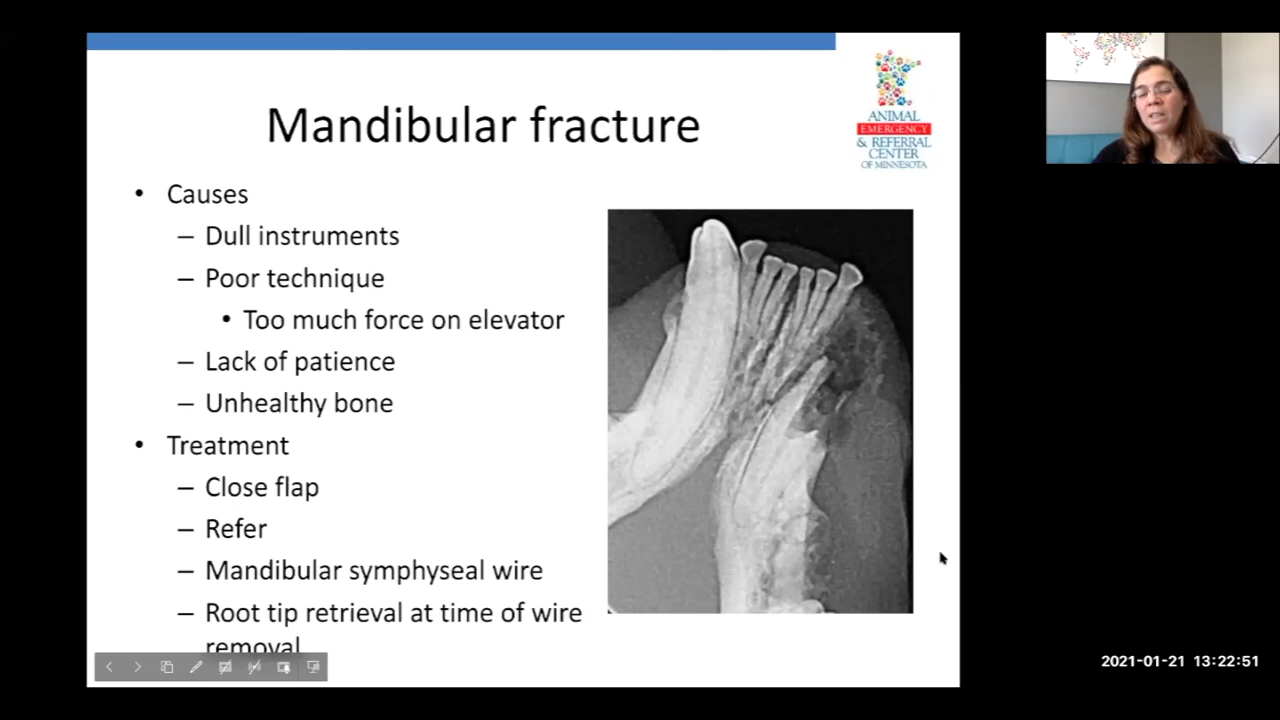 ANIMAL
EMERGENCY
& REFERRAL
CENTER
OF MINNESOTA
Mandibular fracture
• Causes
– Dull instruments
– Poor technique
• Too much force on elevator
– Lack of patience
– Unhealthy bone
• Treatment
– Close flap
– Refer
– Mandibular symphyseal wire
– Root tip retrieval at time of wire
removal
2021-01-21 13:22:51